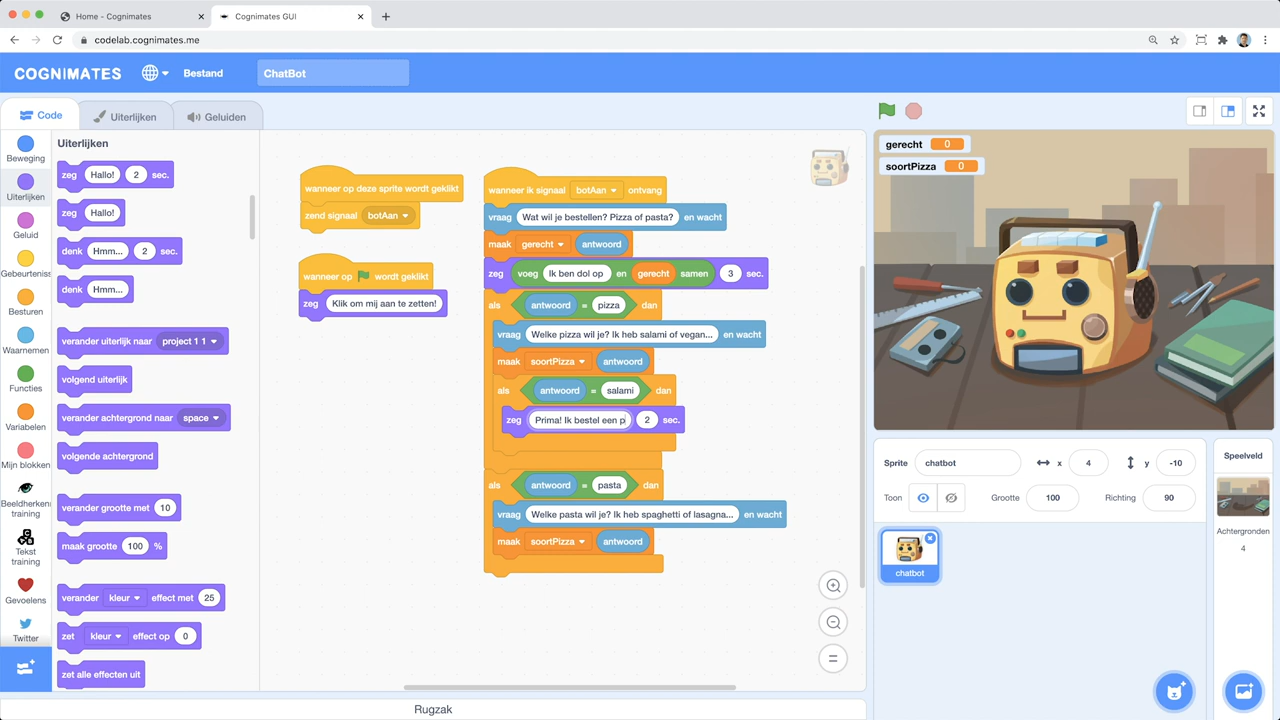 Home - Cognimates
Cognimates GUI
codelab.cognimates.me
COGNIMATES
Bestand
ChatBot
Code
Uiterlijken
Geluiden
Beweging
Uiterlijken
Geluid
Gebeurteniss
Besturen
Waarnemen
Functies
Variabelen
Mijn blokken
Beeldherken
training
Tekst
training
Gevoelens
Twitter
Uiterlijken
zeg Hallo! 2 sec.
zeg Hallo!
denk Hmm... 2 sec.
denk Hmm...
verander uiterlijk naar project 1 1
volgend uiterlijk
verander achtergrond naar space
volgende achtergrond
verander grootte met 10
maak grootte 100 %
verander kleur effect met 25
zet kleur effect op 0
zet alle effecten uit
wanneer op deze sprite wordt geklikt
zend signaal botAan
wanneer op wordt geklikt
zeg Klik om mij aan te zetten!
wanneer ik signaal botAan ontvang
vraag Wat wil je bestellen? Pizza of pasta? en wacht
maak gerecht antwoord
zeg voeg Ik ben dol op en gerecht samen 3 sec.
als antwoord = pizza dan
vraag Welke pizza wil je? Ik heb salami of vegan... en wacht
maak soortPizza antwoord
als antwoord = salami dan
zeg Prima! Ik bestel een p 2 sec.
als antwoord = pasta dan
vraag Welke pasta wil je? Ik heb spaghetti of lasagna... en wacht
maak soortPizza antwoord
Rugzak
gerecht 0
soortPizza 0
Sprite chatbot x 4 y -10
Toon Grootte 100 Richting 90
chatbot
Speelveld
Achtergronden
4